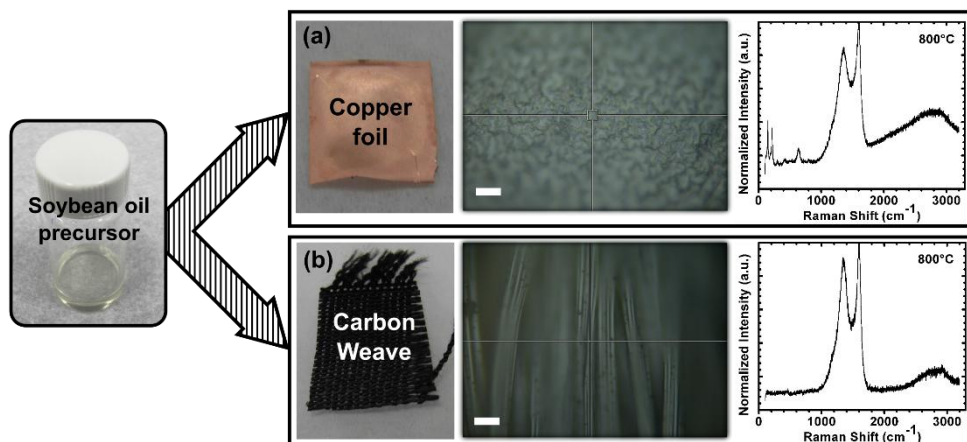 Soybean oil
precursor
(a)
Copper
foil
Normalized Intensity (a.u.)
800°C
1000 2000 3000
Raman Shift (cm-1)
(b)
Carbon
Weave
Normalized Intensity (a.u.)
800°C
0 1000 2000 3000
Raman Shift (cm-1)